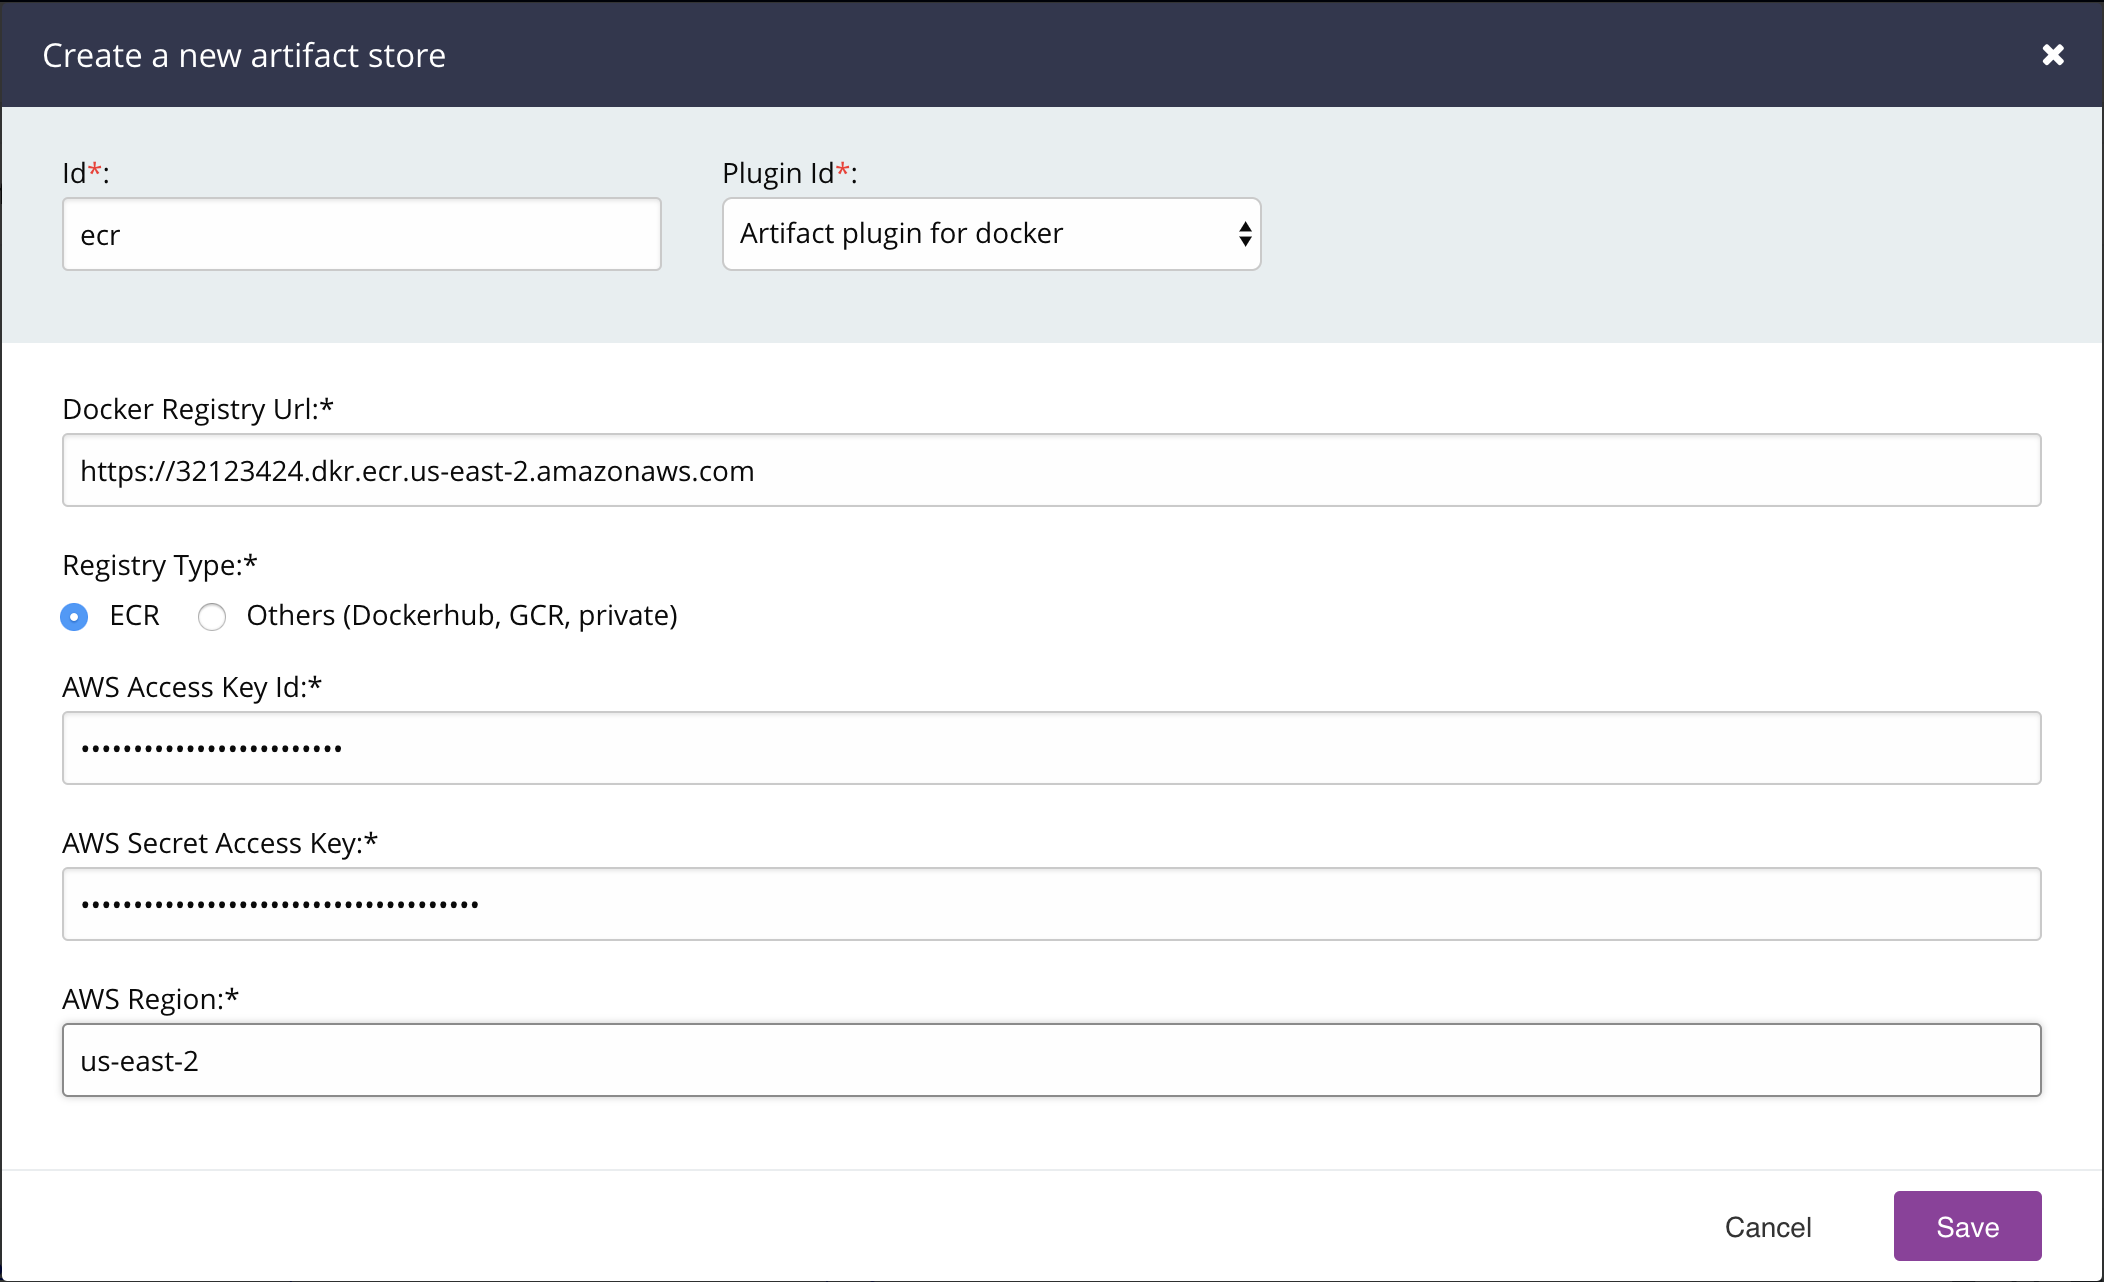 Create a new artifact store
Id*:
Plugin Id*:
ecr
Artifact plugin for docker
Docker Registry Url:*
https://32123424.dkr.ecr.us-east-2.amazonaws.com
Registry Type:*
ECR Others (Dockerhub, GCR, private)
AWS Access Key Id:*
•••••••••••••••••••••••••
AWS Secret Access Key:*
••••••••••••••••••••••••••••••••••••••
AWS Region:*
us-east-2
Cancel Save